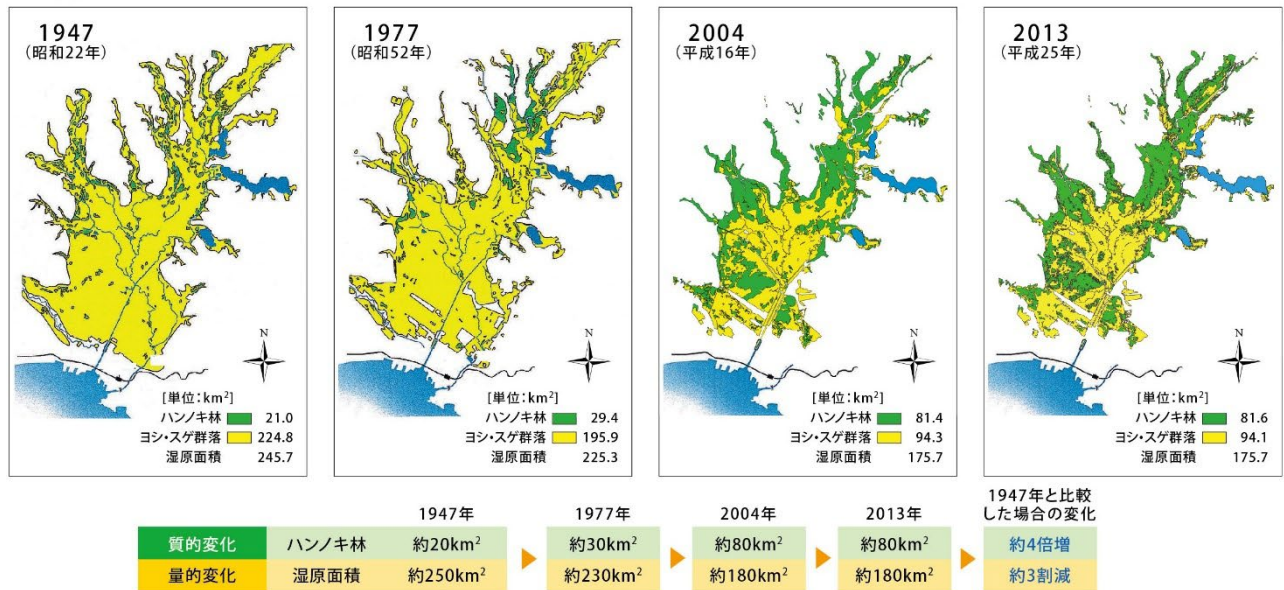 1947
(昭和22年)
N
[単位:km²]
ハンノキ林 21.0
ヨシ・スゲ群落 224.8
湿原面積 245.7
1977
(昭和52年)
N
[単位:km²]
ハンノキ林 29.4
ヨシ・スゲ群落 195.9
湿原面積 225.3
2004
(平成16年)
N
[単位:km²]
ハンノキ林 81.4
ヨシ・スゲ群落 94.3
湿原面積 175.7
2013
(平成25年)
N
[単位:km²]
ハンノキ林 81.6
ヨシ・スゲ群落 94.1
湿原面積 175.7
1947年 1977年 2004年 2013年 1947年と比較
した場合の変化
質的変化 ハンノキ林 約20km² 約30km² 約80km² 約80km² 約4倍増
量的変化 湿原面積 約250km² 約230km² 約180km² 約180km² 約3割減